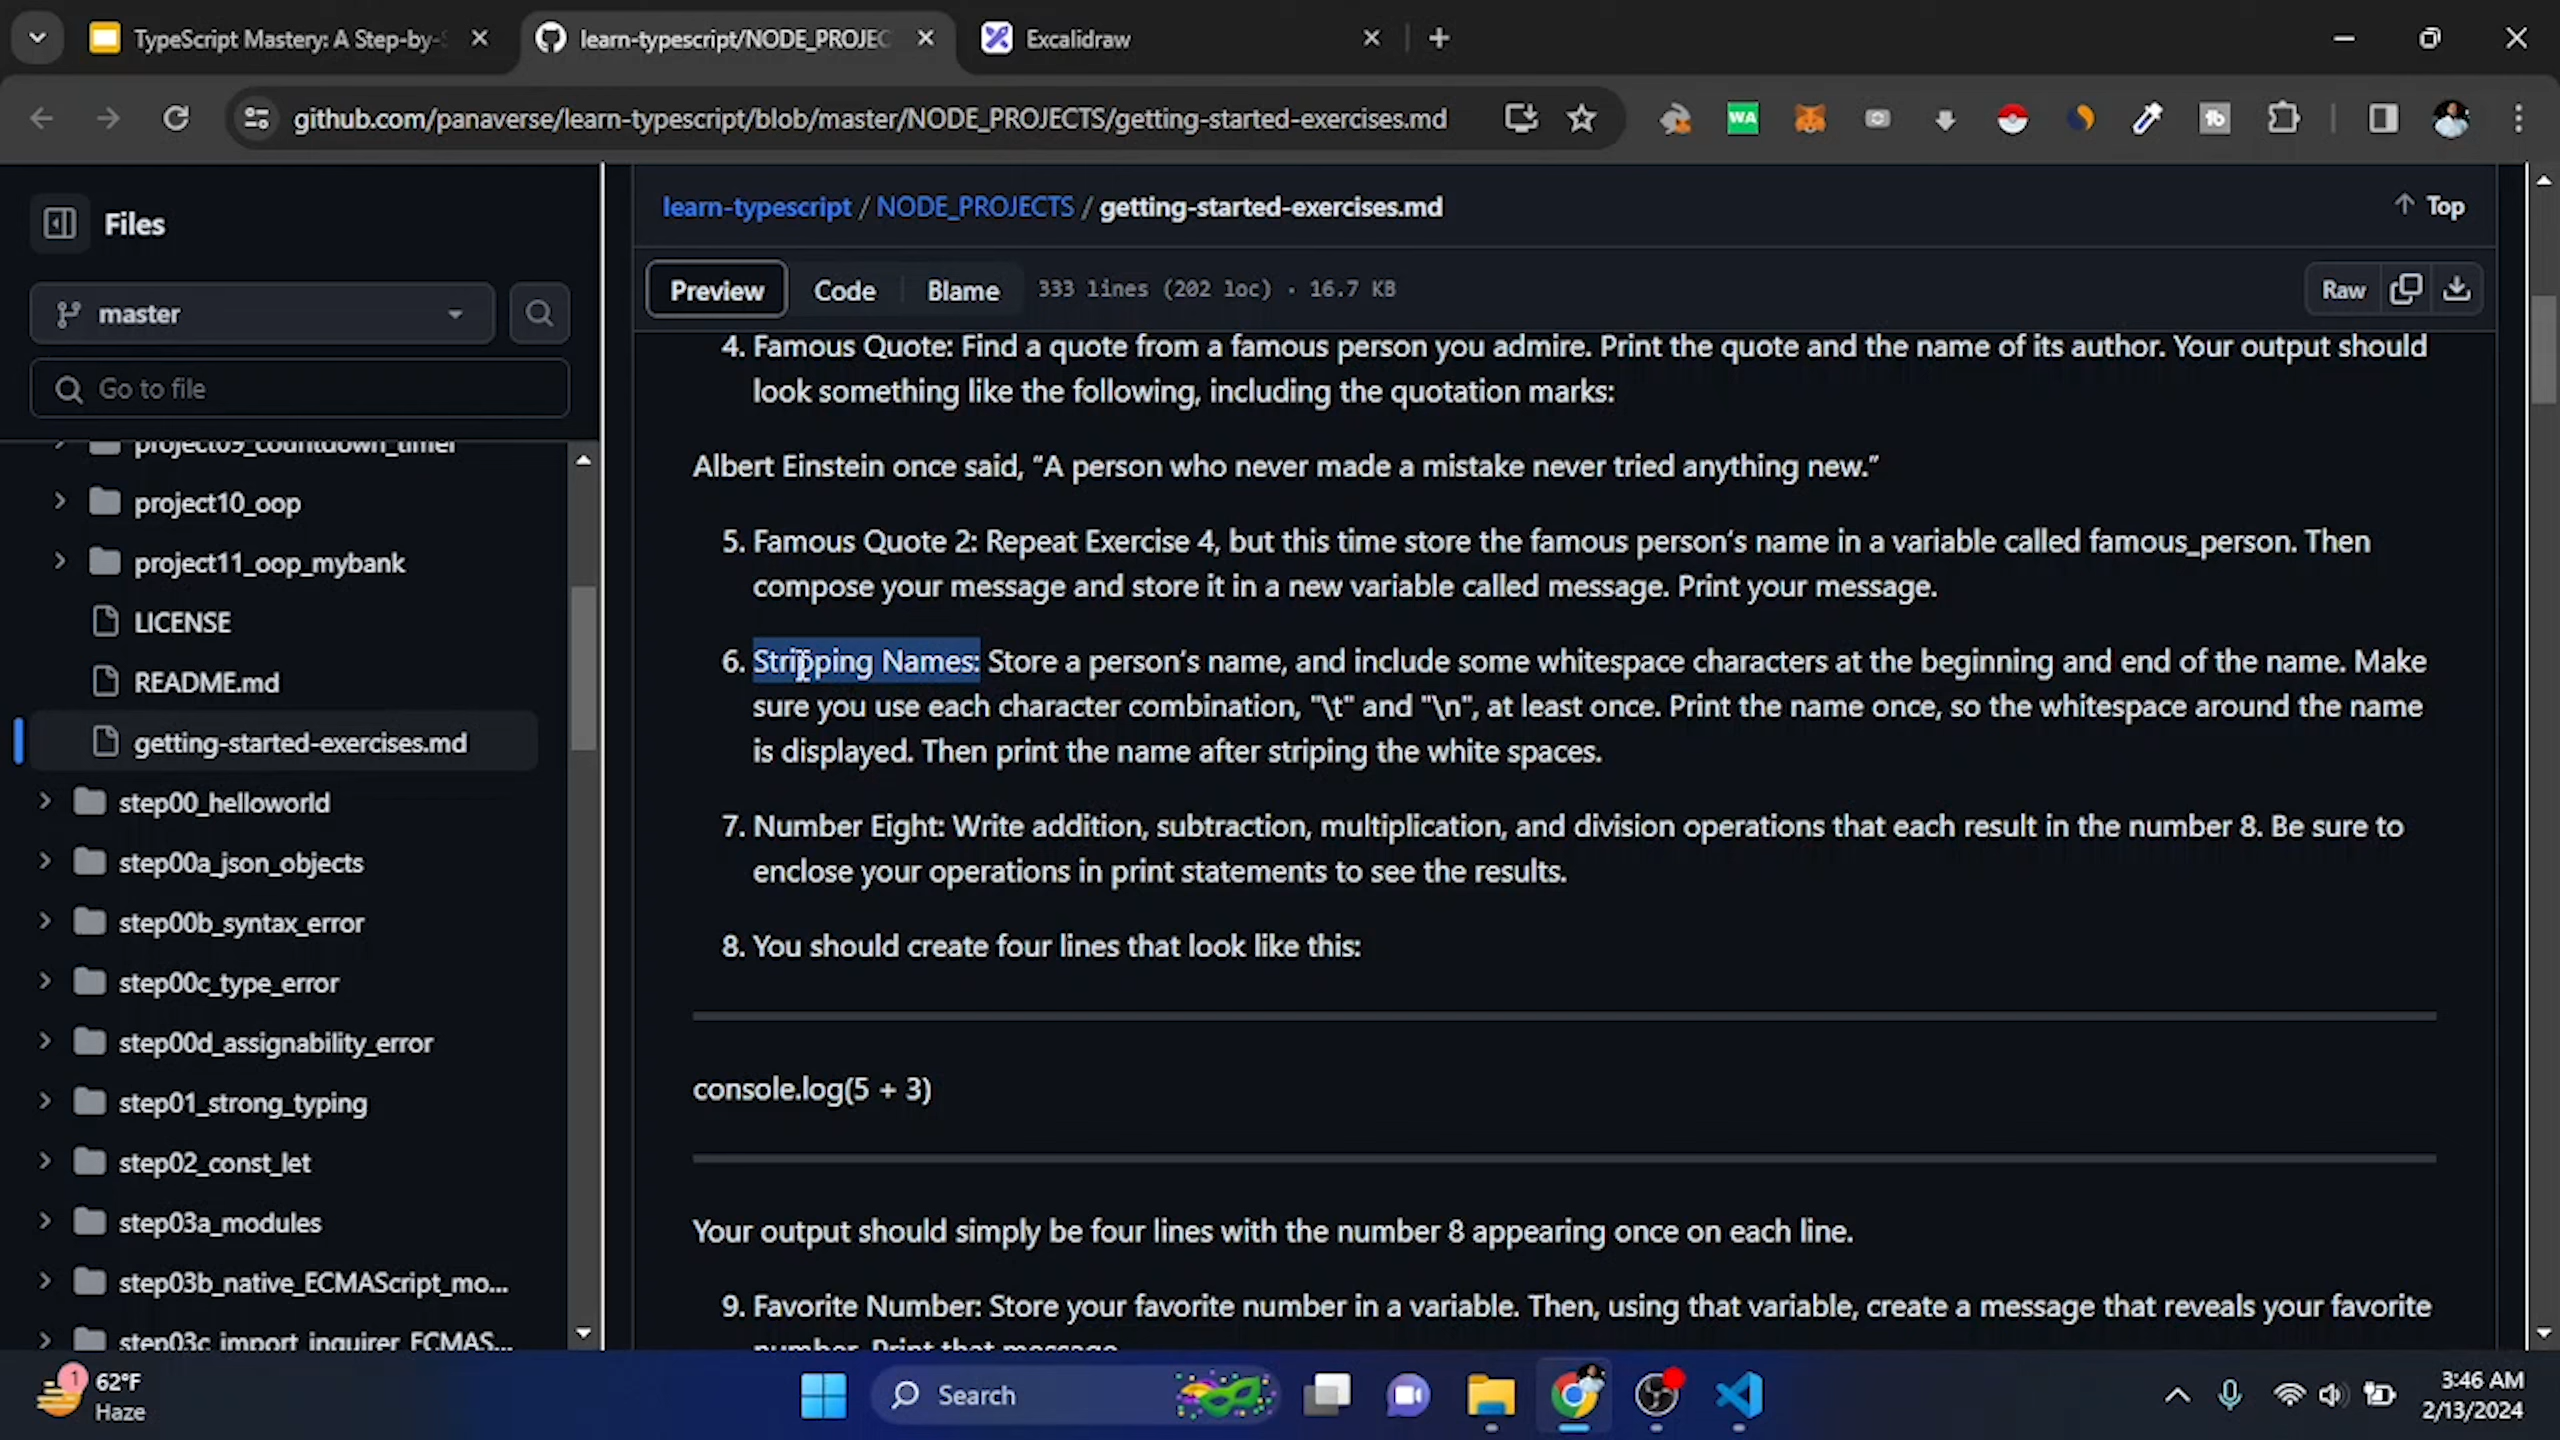 TypeScript Mastery: A Step-by-S
learn-typescript/NODE_PROJEC
Excalidraw
github.com/panaverse/learn-typescript/blob/master/NODE_PROJECTS/getting-started-exercises.md
WA
Files
master
Go to file
project09_countdown_timer
project10_oop
project11_oop_mybank
LICENSE
README.md
getting-started-exercises.md
step00_helloworld
step00a_json_objects
step00b_syntax_error
step00c_type_error
step00d_assignability_error
step01_strong_typing
step02_const_let
step03a_modules
step03b_native_ECMAScript_mo...
step03c_import_inquirer_ECMAS...
learn-typescript / NODE_PROJECTS / getting-started-exercises.md
Top
Preview Code Blame 333 lines (202 loc) · 16.7 KB
Raw
4. Famous Quote: Find a quote from a famous person you admire. Print the quote and the name of its author. Your output should
look something like the following, including the quotation marks:
Albert Einstein once said, “A person who never made a mistake never tried anything new.”
5. Famous Quote 2: Repeat Exercise 4, but this time store the famous person’s name in a variable called famous_person. Then
compose your message and store it in a new variable called message. Print your message.
6. Stripping Names: Store a person’s name, and include some whitespace characters at the beginning and end of the name. Make
sure you use each character combination, "\t" and "\n", at least once. Print the name once, so the whitespace around the name
is displayed. Then print the name after striping the white spaces.
7. Number Eight: Write addition, subtraction, multiplication, and division operations that each result in the number 8. Be sure to
enclose your operations in print statements to see the results.
8. You should create four lines that look like this:
console.log(5 + 3)
Your output should simply be four lines with the number 8 appearing once on each line.
9. Favorite Number: Store your favorite number in a variable. Then, using that variable, create a message that reveals your favorite
number. Print that message.
1
62°F
Haze
Search
3:46 AM
2/13/2024